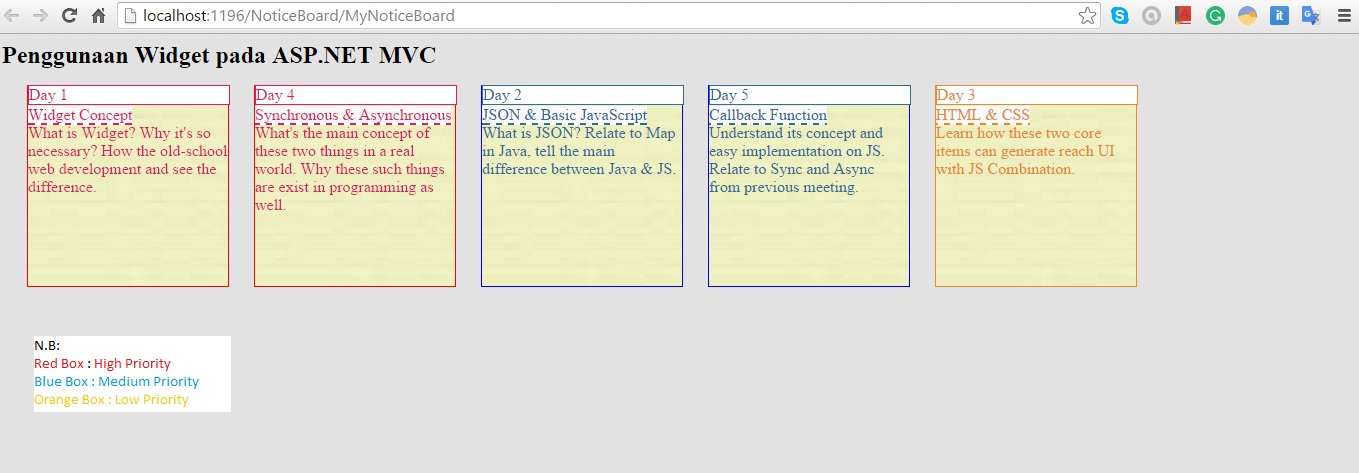 localhost:1196/NoticeBoard/MyNoticeBoard
Penggunaan Widget pada ASP.NET MVC
Day 1
Widget Concept
What is Widget? Why it's so
necessary? How the old-school
web development and see the
difference.
Day 4
Synchronous & Asynchronous
What's the main concept of
these two things in a real
world. Why these such things
are exist in programming as
well.
Day 2
JSON & Basic JavaScript
What is JSON? Relate to Map
in Java, tell the main
difference between Java & JS.
Day 5
Callback Function
Understand its concept and
easy implementation on JS.
Relate to Sync and Async
from previous meeting.
Day 3
HTML & CSS
Learn how these two core
items can generate reach UI
with JS Combination.
N.B:
Red Box : High Priority
Blue Box : Medium Priority
Orange Box : Low Priority